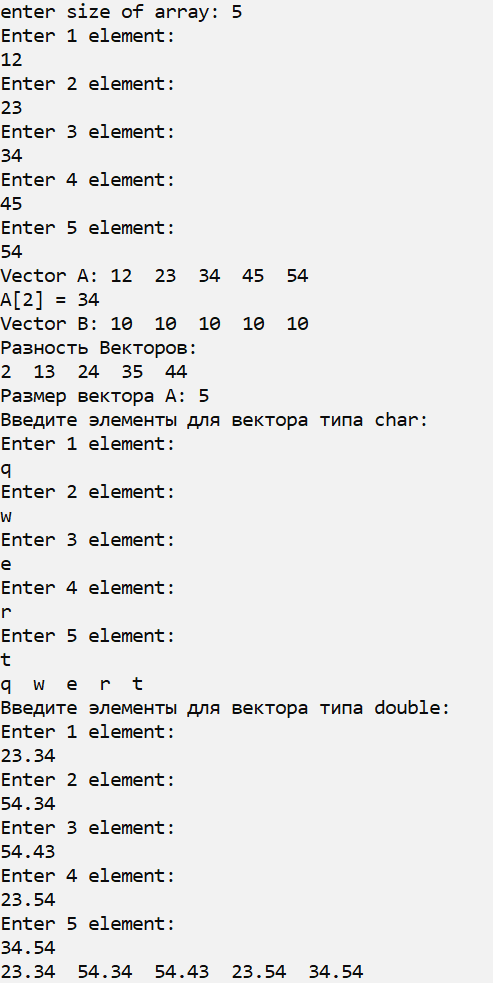 enter size of array: 5
Enter 1 element:
12
Enter 2 element:
23
Enter 3 element:
34
Enter 4 element:
45
Enter 5 element:
54
Vector A: 12  23  34  45  54
A[2] = 34
Vector B: 10  10  10  10  10
Разность Векторов:
2  13  24  35  44
Размер вектора A: 5
Введите элементы для вектора типа char:
Enter 1 element:
q
Enter 2 element:
w
Enter 3 element:
e
Enter 4 element:
r
Enter 5 element:
t
q  w  e  r  t
Введите элементы для вектора типа double:
Enter 1 element:
23.34
Enter 2 element:
54.34
Enter 3 element:
54.43
Enter 4 element:
23.54
Enter 5 element:
34.54
23.34  54.34  54.43  23.54  34.54